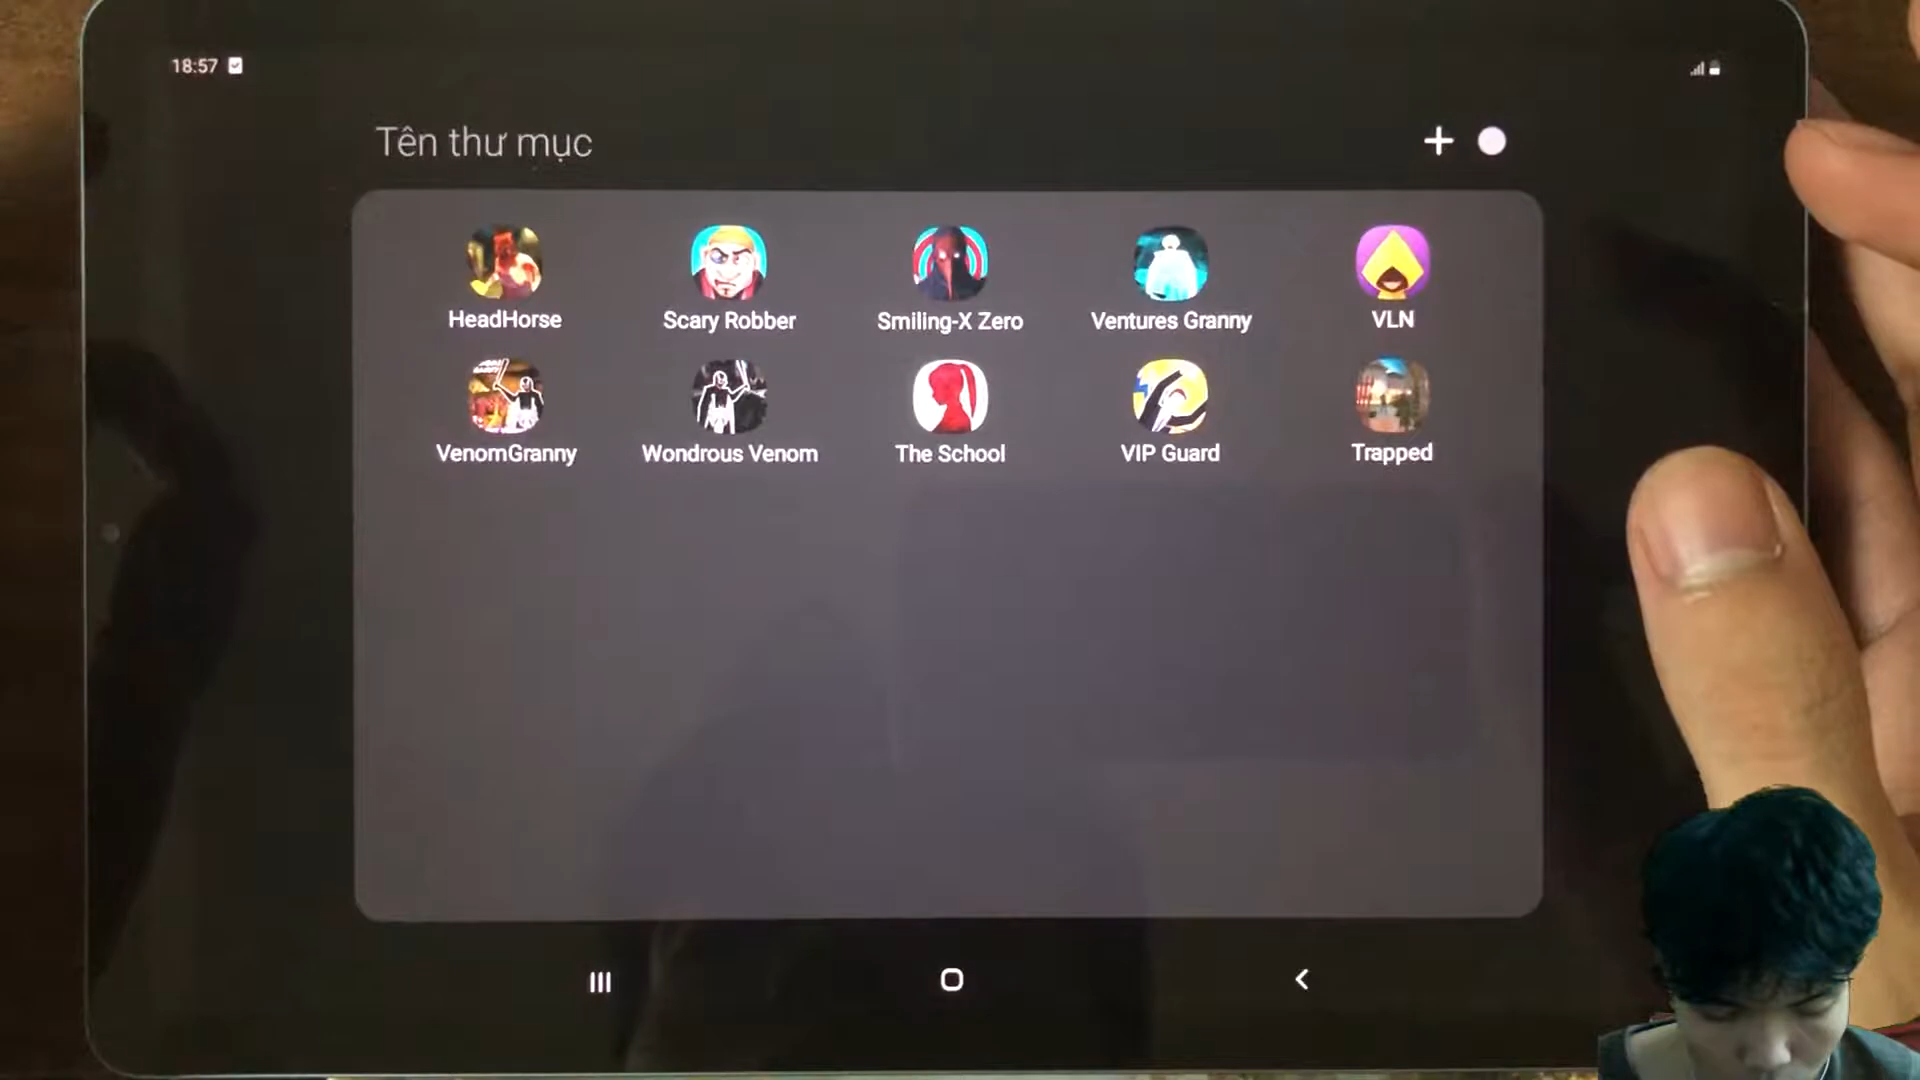 18:57
Tên thư mục
HeadHorse
Scary Robber
Smiling-X Zero
Ventures Granny
VLN
VenomGranny
Wondrous Venom
The School
VIP Guard
Trapped